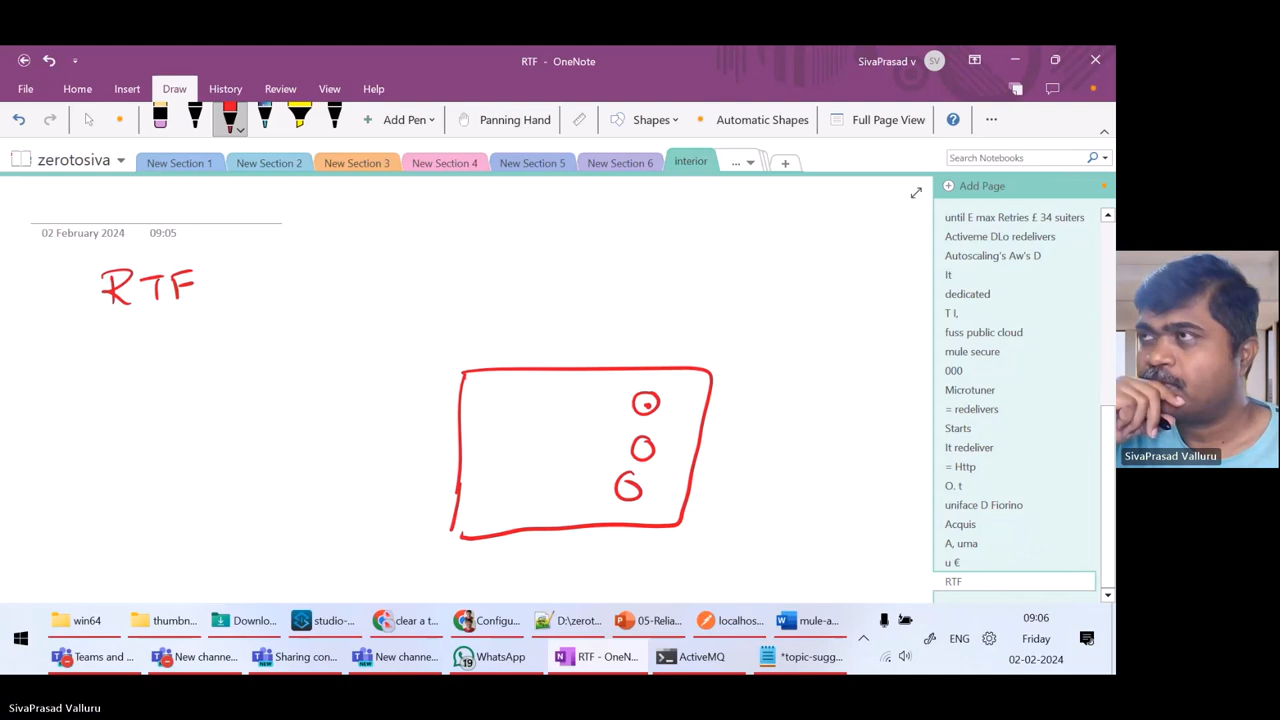 RTF - OneNote
SivaPrasad v
SV
File
Home
Insert
Draw
History
Review
View
Help
Add Pen
Panning Hand
Shapes
Automatic Shapes
Full Page View
zerotosiva
New Section 1
New Section 2
New Section 3
New Section 4
New Section 5
New Section 6
interior
...
Search Notebooks
Add Page
02 February 2024
09:05
RTF
until E max Retries £ 34 suiters
Activeme DLo redelivers
Autoscaling's Aw's D
It
dedicated
T I,
fuss public cloud
mule secure
000
Microtuner
= redelivers
Starts
It redeliver
= Http
O. t
uniface D Fiorino
Acquis
A, uma
u €
RTF
SivaPrasad Valluru
win64
thumbn...
Downlo...
studio-...
clear a t...
Configu...
D:\zerot...
05-Relia...
localhos...
mule-a...
Teams and ...
New channe...
Sharing con...
New channe...
WhatsApp
19
RTF - OneN...
ActiveMQ
*topic-sugg...
ENG
09:06
Friday
02-02-2024
SivaPrasad Valluru